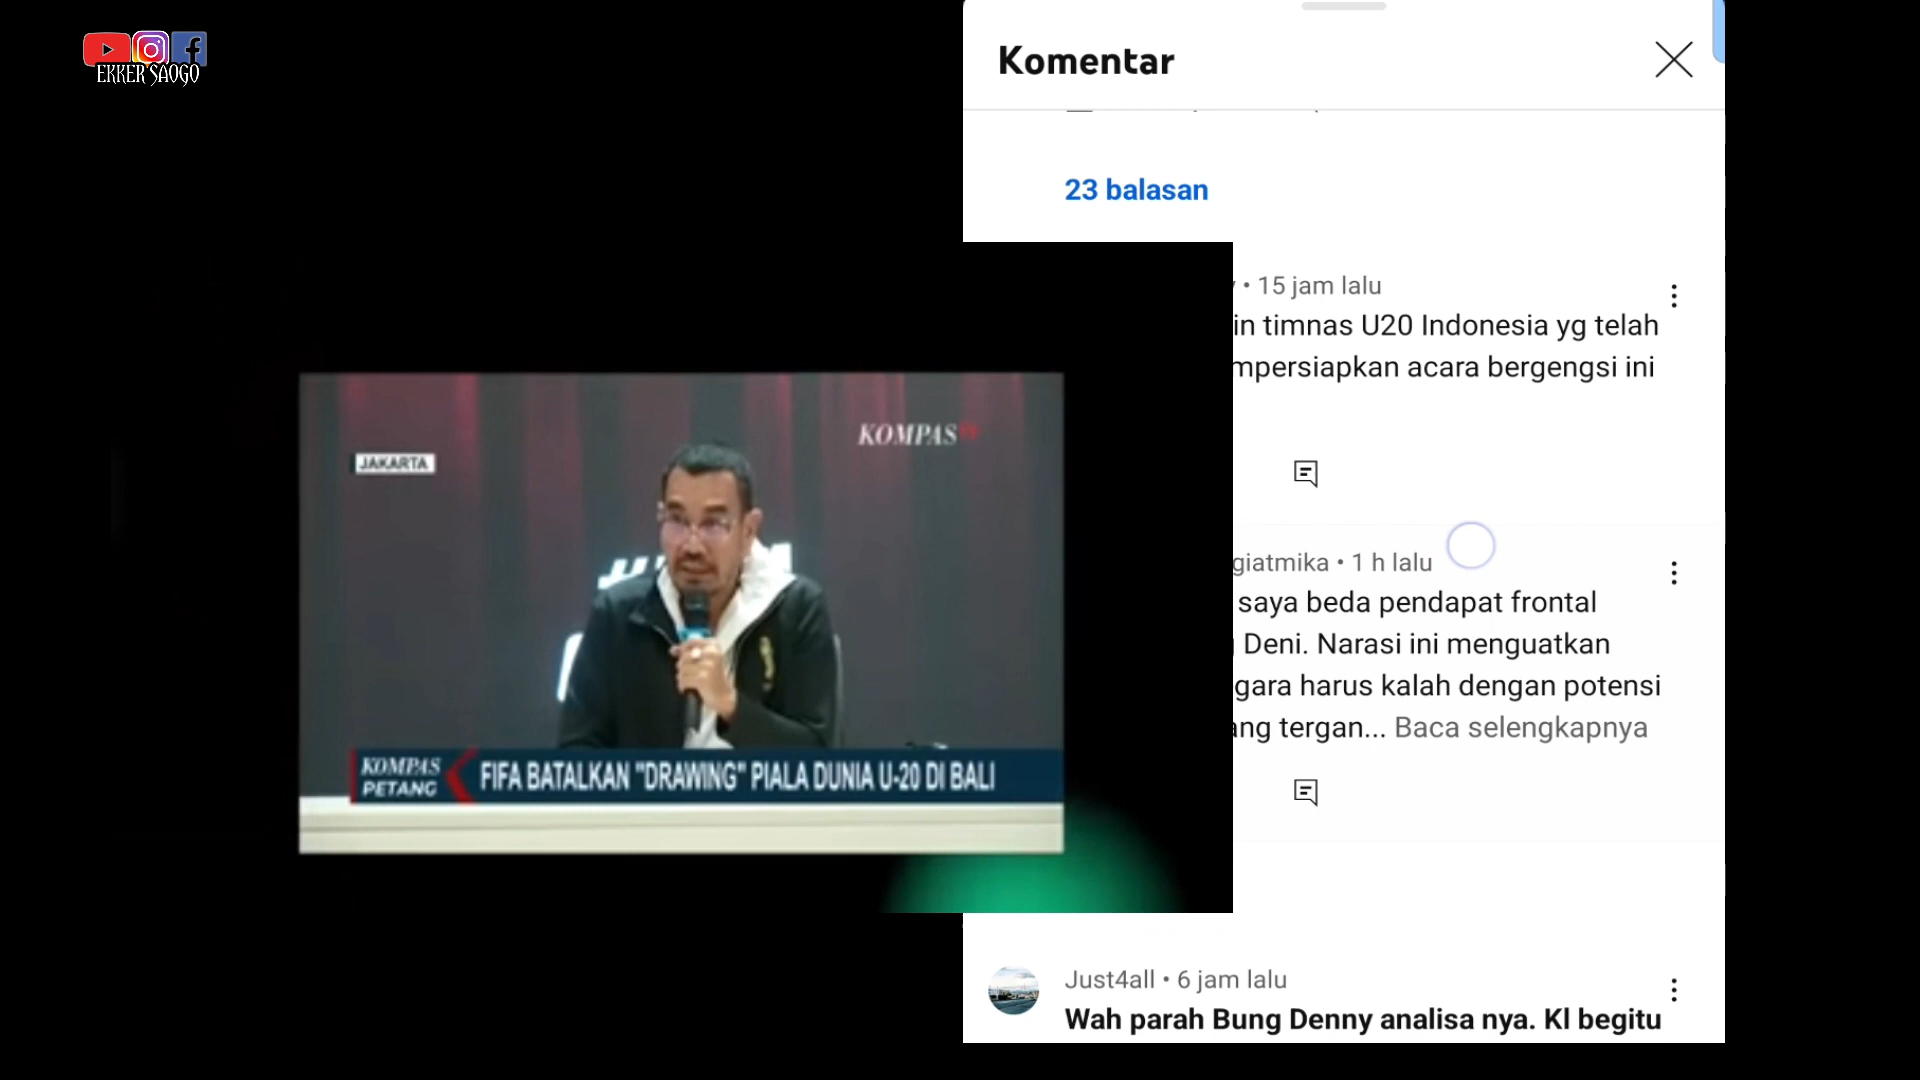 EKKER SAOGO
Komentar
23 balasan
• 15 jam lalu
in timnas U20 Indonesia yg telah
mpersiapkan acara bergengsi ini
giatmika • 1 h lalu
saya beda pendapat frontal
Deni. Narasi ini menguatkan
gara harus kalah dengan potensi
ang tergan... Baca selengkapnya
Just4all • 6 jam lalu
Wah parah Bung Denny analisa nya. Kl begitu
KOMPAS TV
JAKARTA
KOMPAS
PETANG
FIFA BATALKAN "DRAWING" PIALA DUNIA U-20 DI BALI